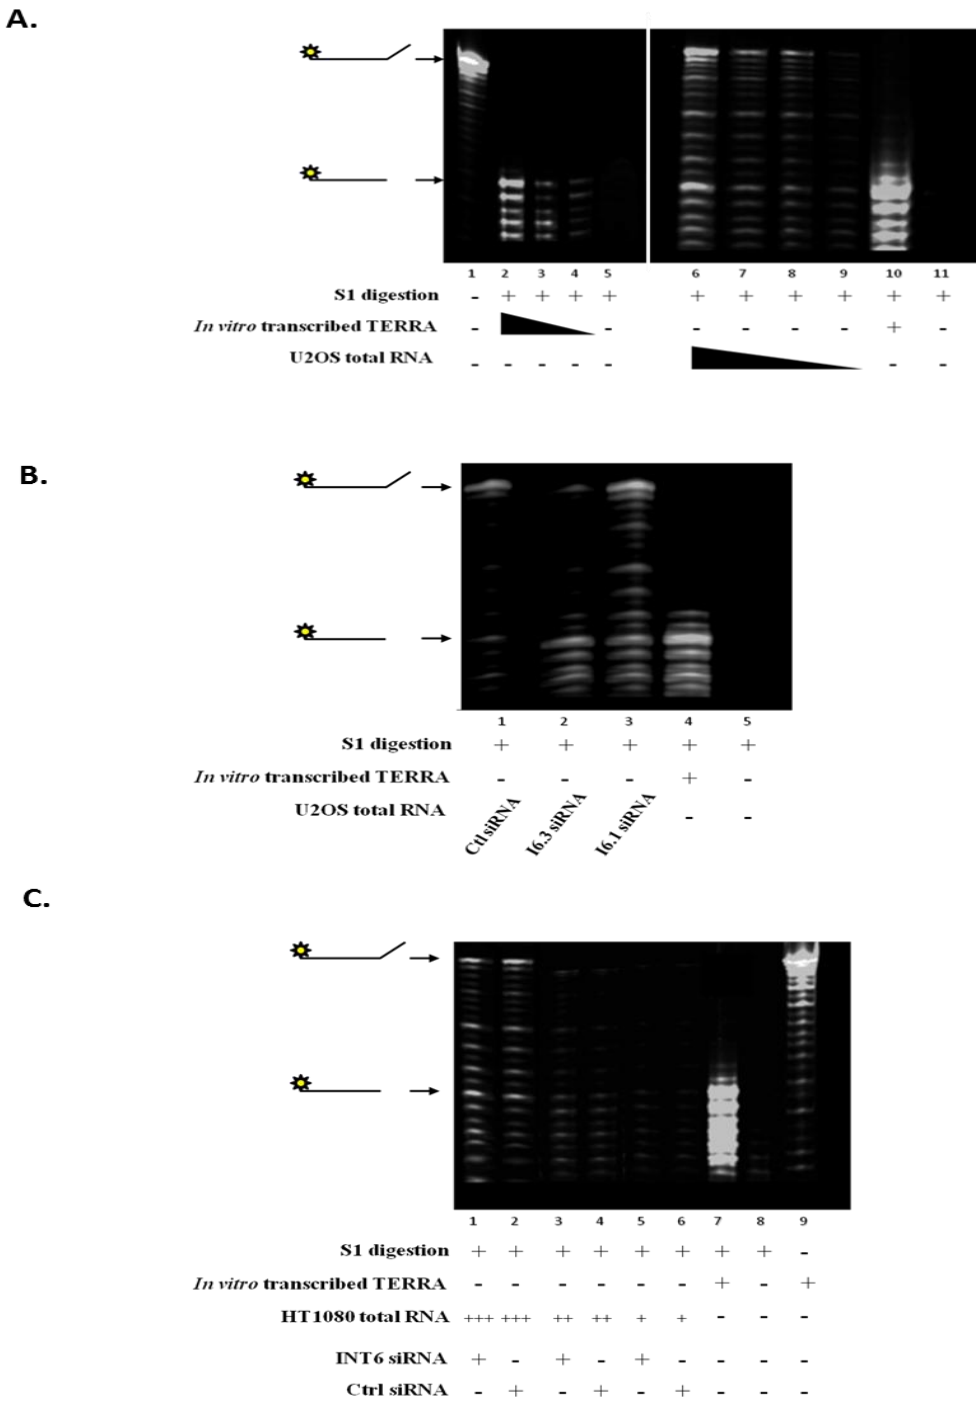 A.
1 2 3 4 5 6 7 8 9 10 11
S1 digestion - + + + + + + + + + +
In vitro transcribed TERRA - - - - - - + -
U2OS total RNA - - - - - - -
B.
1 2 3 4 5
S1 digestion + + + + +
In vitro transcribed TERRA - - - + -
U2OS total RNA Ctl siRNA I6.3 siRNA I6.1 siRNA - -
C.
1 2 3 4 5 6 7 8 9
S1 digestion + + + + + + + + -
In vitro transcribed TERRA - - - - - - + - +
HT1080 total RNA +++ +++ ++ ++ + + - - -
INT6 siRNA + - + - + - - - -
Ctrl siRNA - + - + - + - - -